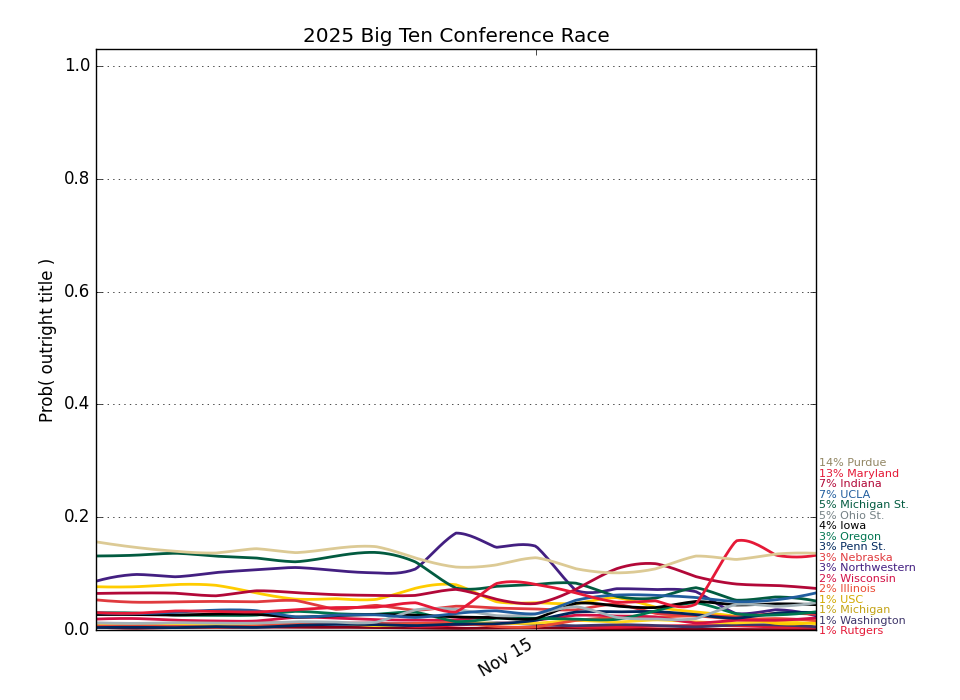 2025 Big Ten Conference Race
Prob( outright title )
1.0
0.8
0.6
0.4
0.2
0.0
Nov 15
14% Purdue
13% Maryland
7% Indiana
7% UCLA
5% Michigan St.
5% Ohio St.
4% Iowa
3% Oregon
3% Penn St.
3% Nebraska
3% Northwestern
2% Wisconsin
2% Illinois
1% USC
1% Michigan
1% Washington
1% Rutgers